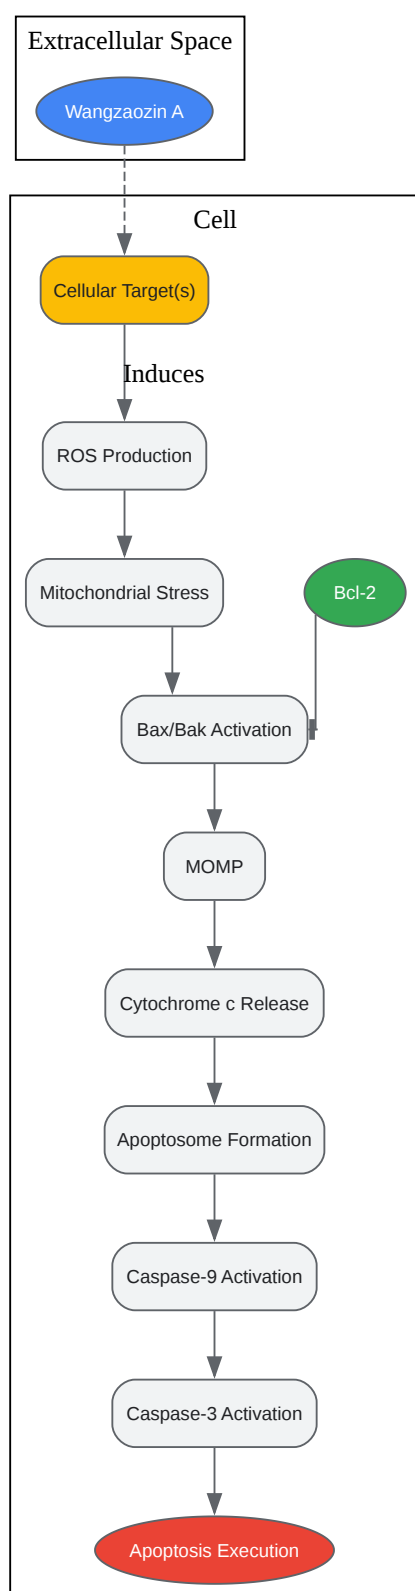 Extracellular Space
Wangzaozin A
Cell
Cellular Target(s)
Induces
ROS Production
Mitochondrial Stress
Bcl-2
Bax/Bak Activation
MOMP
Cytochrome c Release
Apoptosome Formation
Caspase-9 Activation
Caspase-3 Activation
Apoptosis Execution